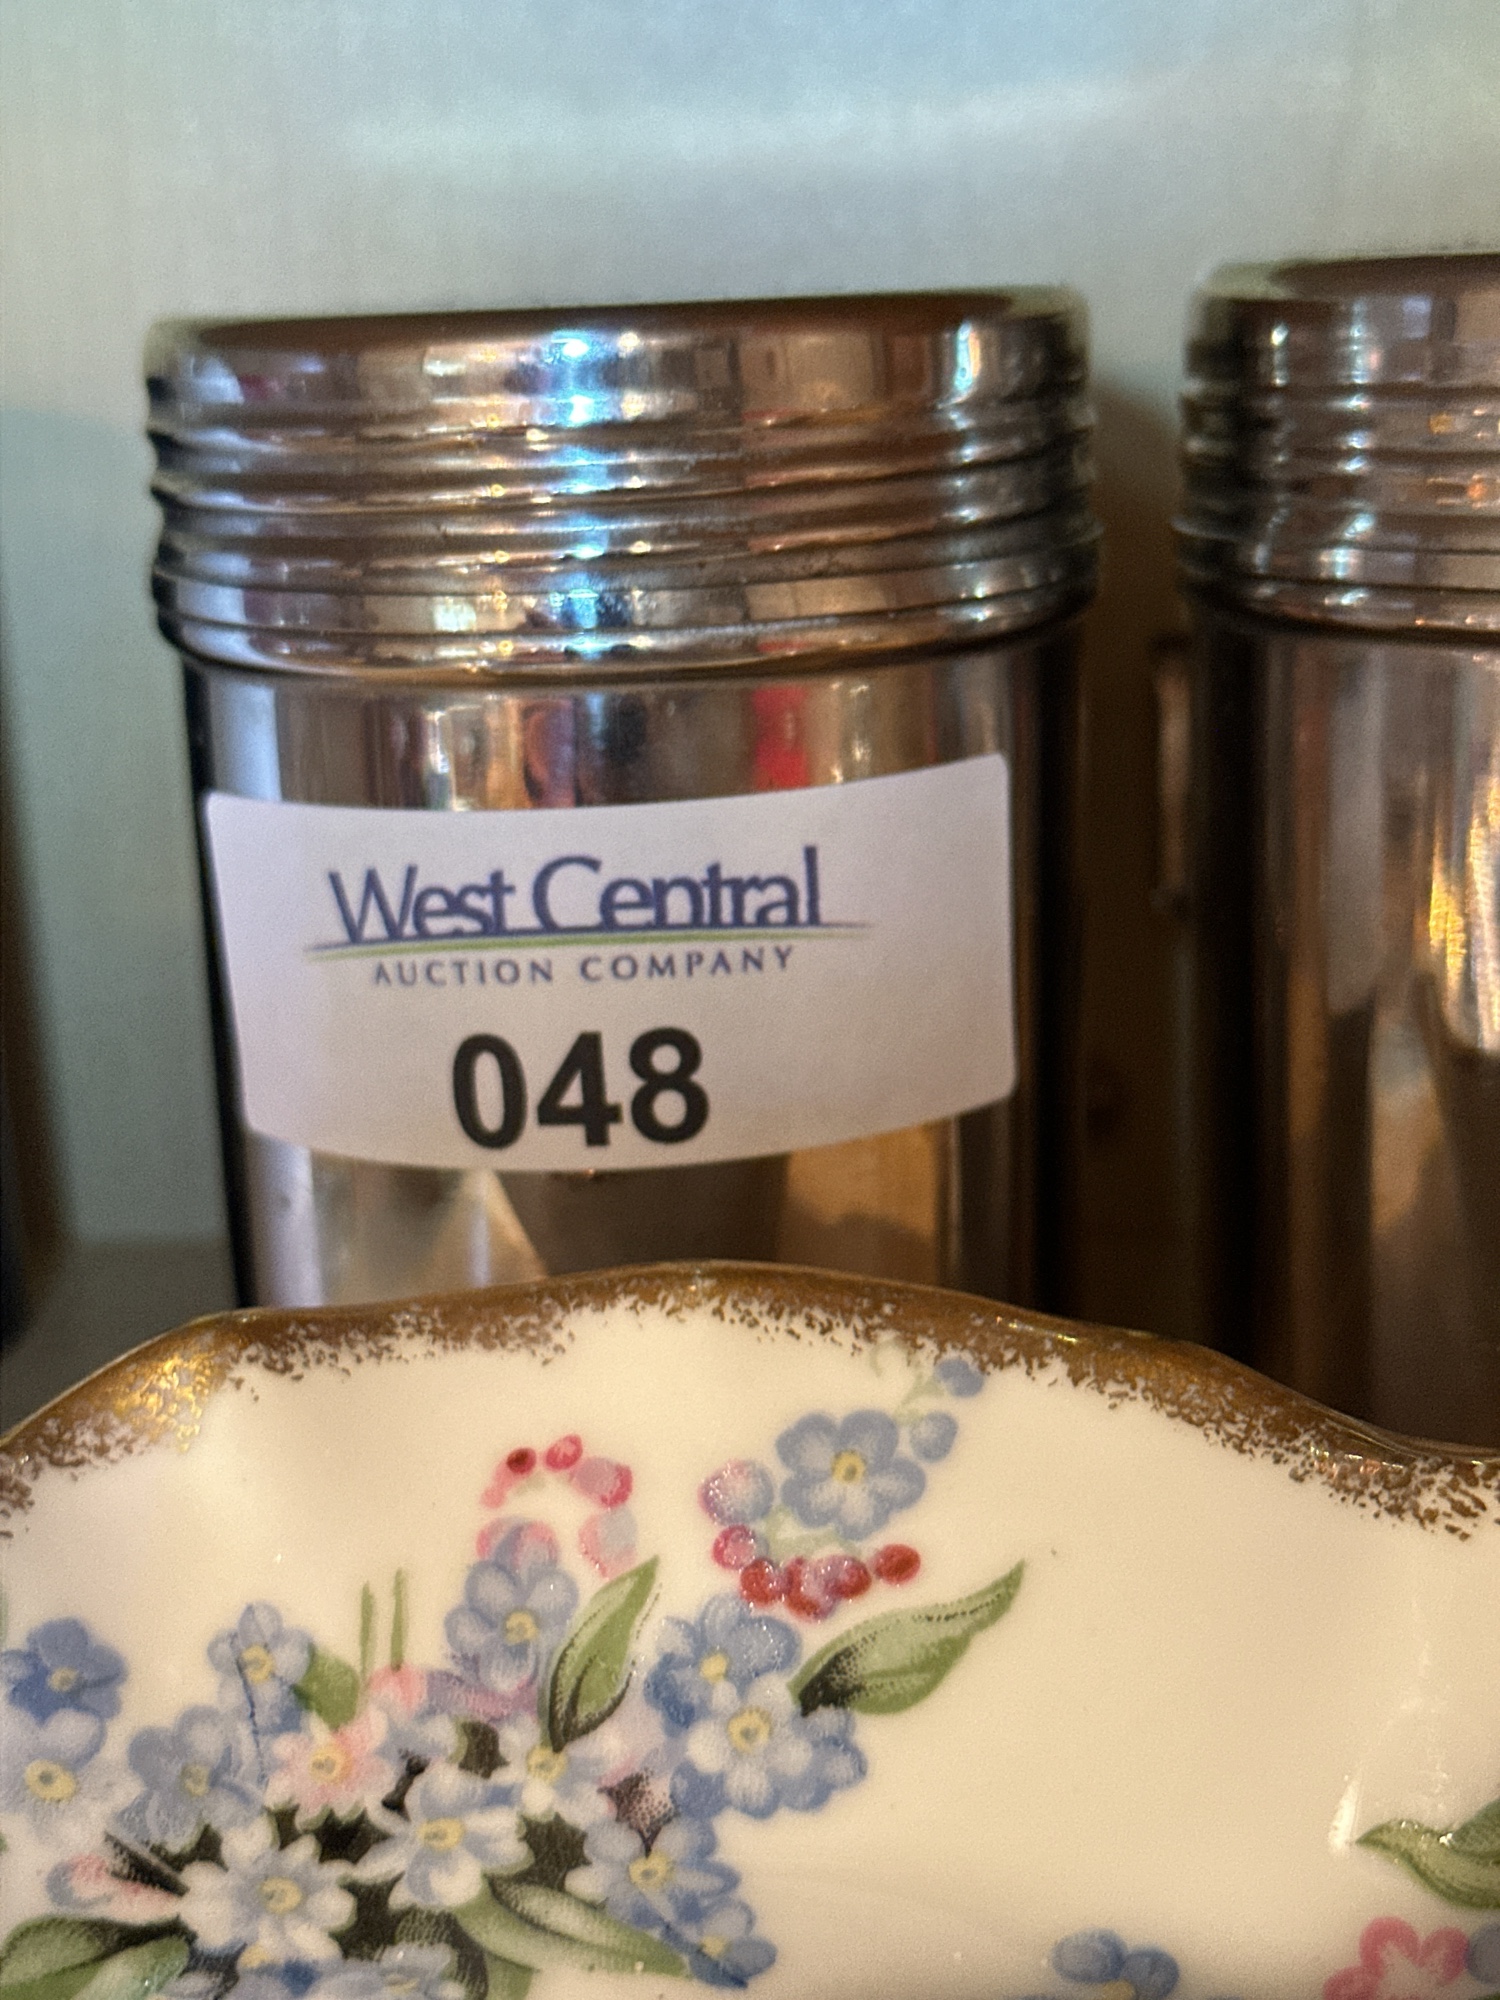 West Central
AUCTION COMPANY
048